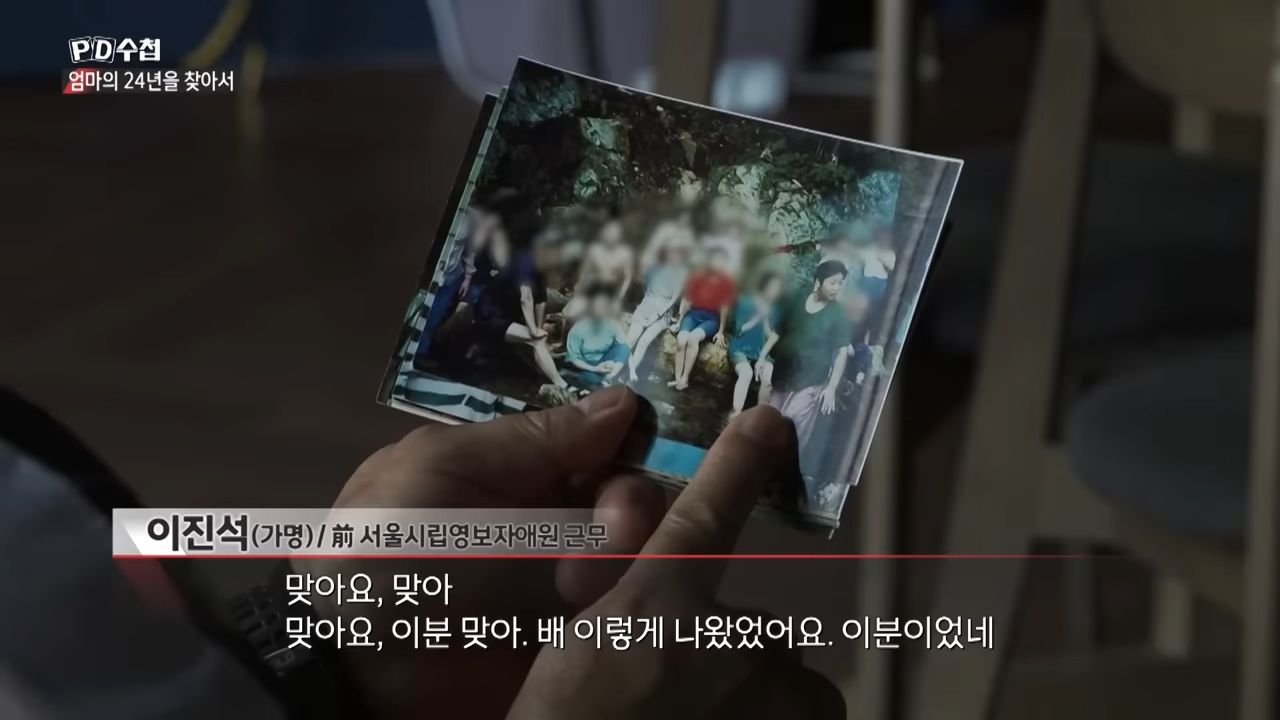 PD수첩
엄마의 24년을 찾아서
이진석(가명) / 前 서울시립영보자애원 근무
맞아요, 맞아
맞아요, 이분 맞아. 배 이렇게 나왔었어요. 이분이었네